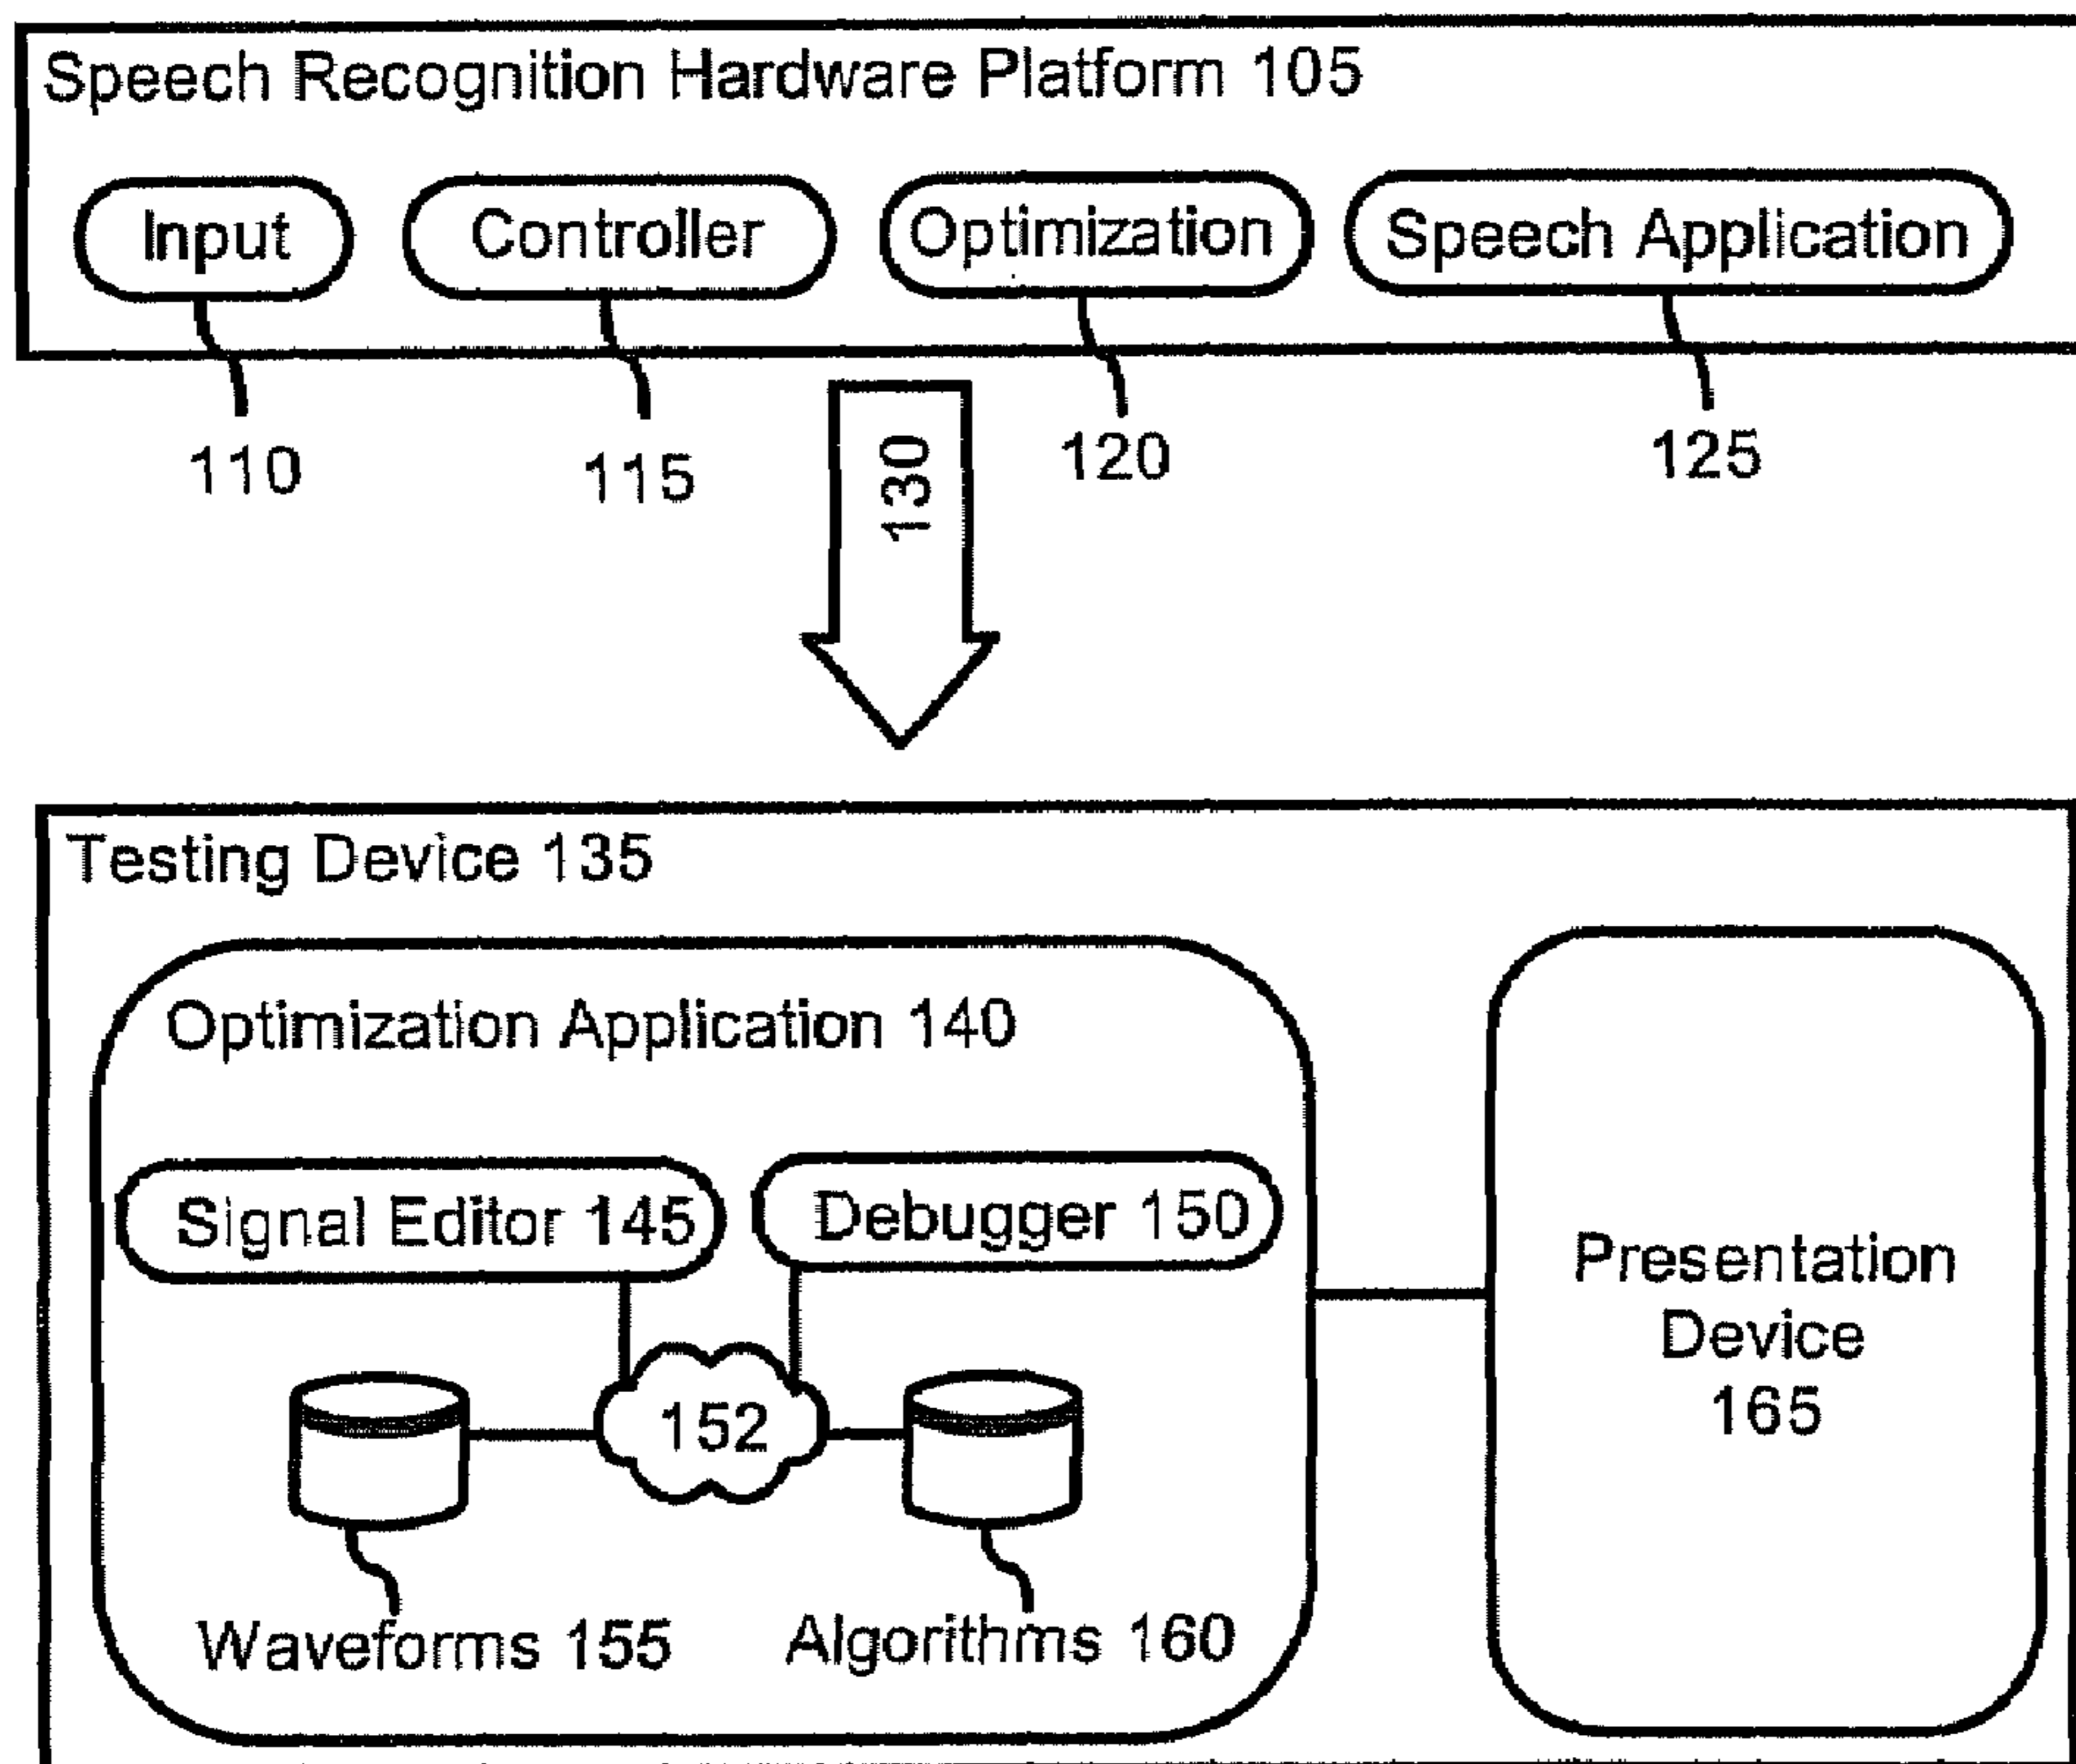 Speech Recognition Hardware Platform 105
Input
Controller
Optimization
Speech Application
110
115
130
120
125
Testing Device 135
Optimization Application 140
Signal Editor 145
Debugger 150
152
Waveforms 155
Algorithms 160
Presentation
Device
165